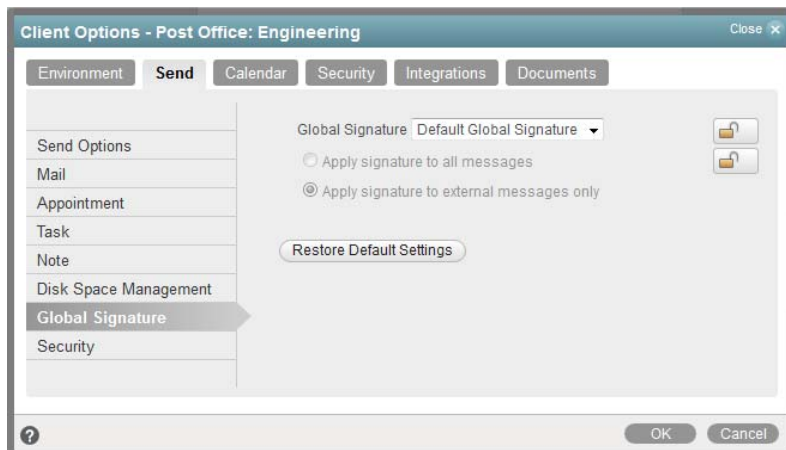 Client Options - Post Office: Engineering
Close
Environment Send Calendar Security Integrations Documents
Send Options
Mail
Appointment
Task
Note
Disk Space Management
Global Signature
Security
Global Signature Default Global Signature
Apply signature to all messages
Apply signature to external messages only
Restore Default Settings
?
OK Cancel